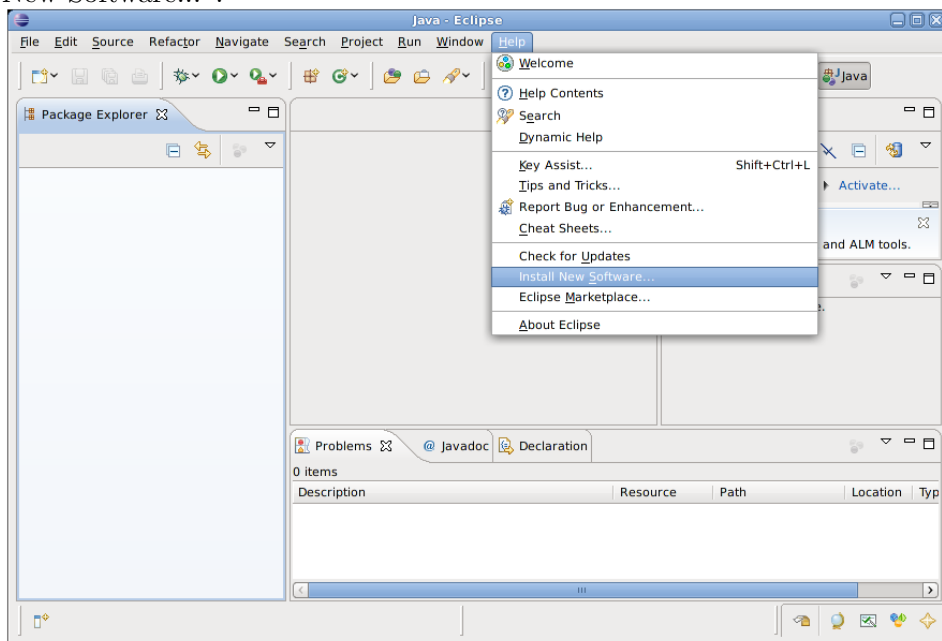 New Software... .
Java - Eclipse
File Edit Source Refactor Navigate Search Project Run Window Help
Welcome
Java
Package Explorer
Help Contents
Search
Dynamic Help
Key Assist... Shift+Ctrl+L
Tips and Tricks...
Activate...
Report Bug or Enhancement...
Cheat Sheets...
and ALM tools.
Check for Updates
Install New Software...
Eclipse Marketplace...
About Eclipse
Problems @ Javadoc Declaration
0 items
Description Resource Path Location Typ